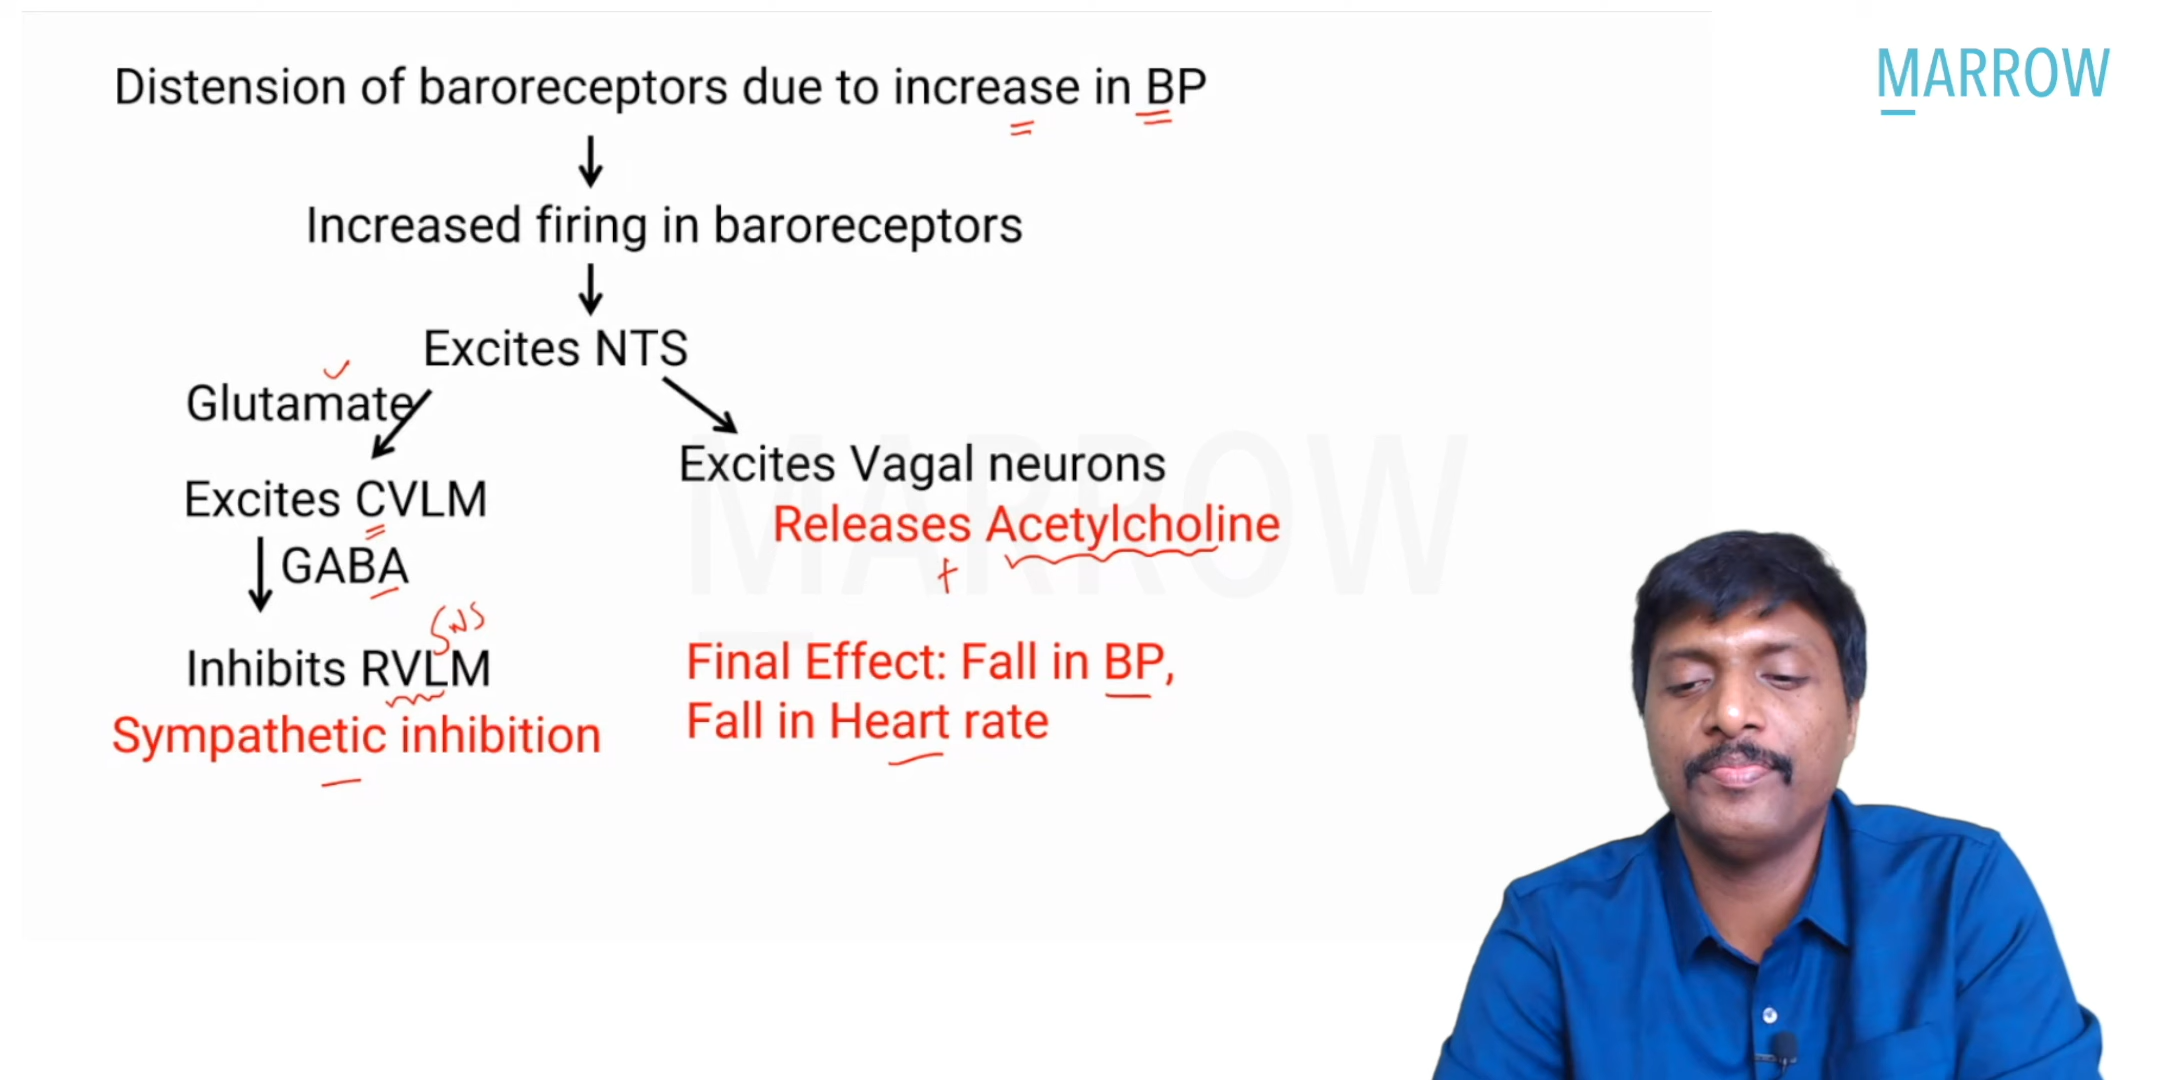 MARROW
Distension of baroreceptors due to increase in BP
Increased firing in baroreceptors
Excites NTS
Glutamate
Excites Vagal neurons
Releases Acetylcholine
+
Excites CVLM
GABA
SNS
Inhibits RVLM
Sympathetic inhibition
Final Effect: Fall in BP,
Fall in Heart rate
MARROW